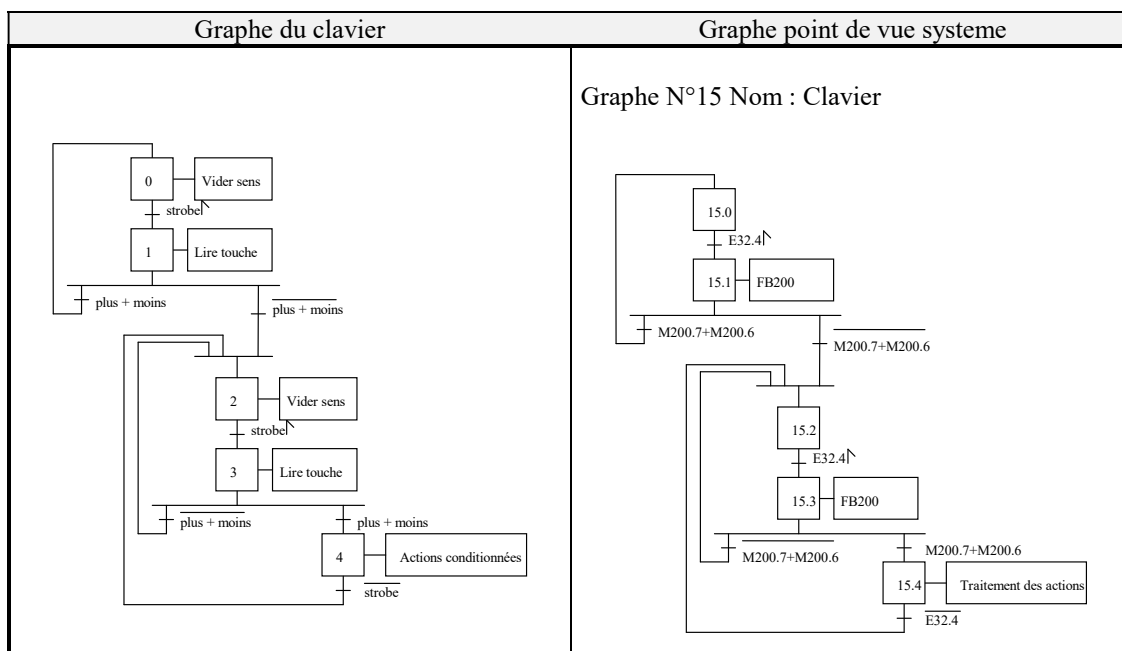 Graphe du clavier
Graphe point de vue systeme
0
Vider sens
strobe
1
Lire touche
plus + moins
plus + moins
2
Vider sens
strobe
3
Lire touche
plus + moins
plus + moins
4
Actions conditionnées
strobe
Graphe N°15 Nom : Clavier
15.0
E32.4
15.1
FB200
M200.7+M200.6
M200.7+M200.6
15.2
E32.4
15.3
FB200
M200.7+M200.6
M200.7+M200.6
15.4
Traitement des actions
E32.4